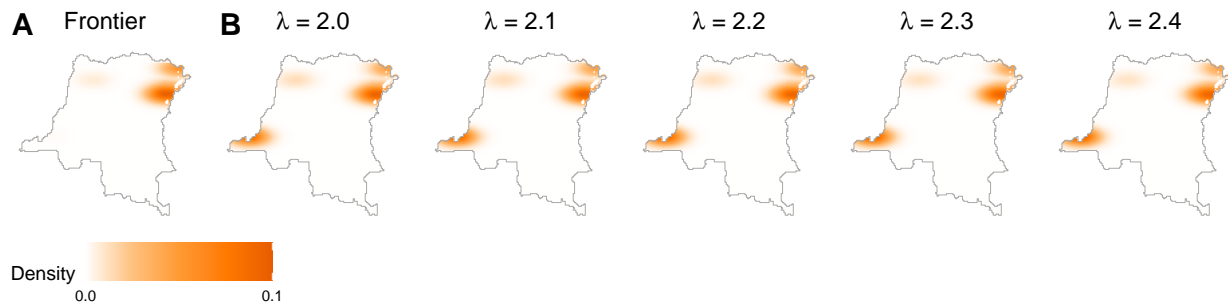 A Frontier B λ = 2.0 λ = 2.1 λ = 2.2 λ = 2.3 λ = 2.4
Density
0.0 0.1